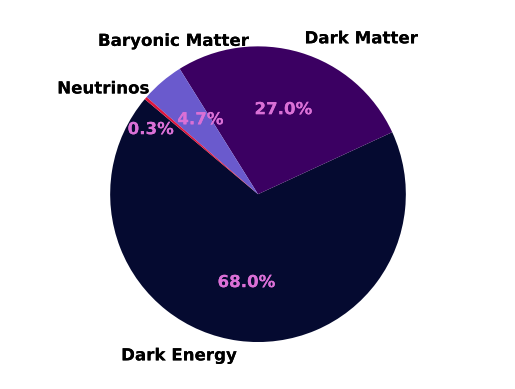 Dark Matter
Baryonic Matter
Neutrinos
27.0%
4.7%
0.3%
68.0%
Dark Energy